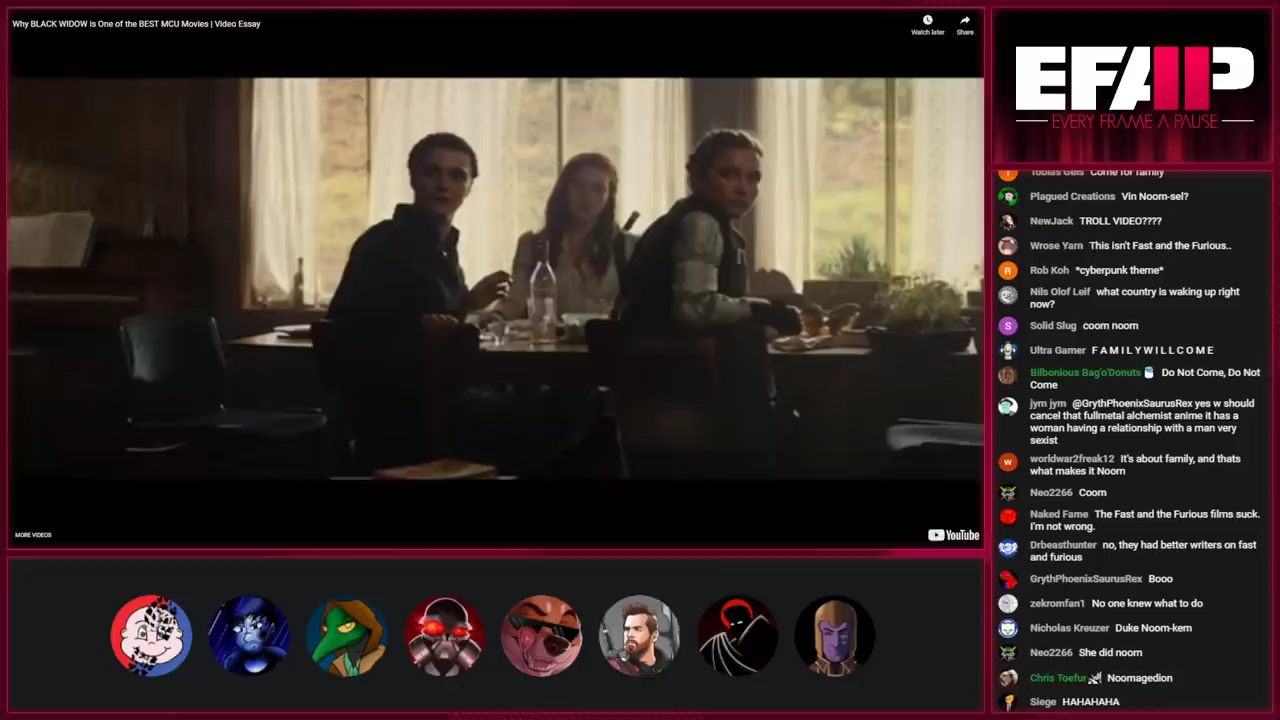 Why BLACK WIDOW is One of the BEST MCU Movies | Video Essay
Watch later
Share
MORE VIDEOS
YouTube
EFAP
EVERY FRAME A PAUSE
Tobias Gels Come for family
Plagued Creations Vin Noom-sel?
NewJack TROLL VIDEO????
Wrose Yarn This isn't Fast and the Furious..
Rob Koh *cyberpunk theme*
Nils Olof Leif what country is waking up right
now?
Solid Slug coom noom
Ultra Gamer F A M I L Y W I L L C O M E
Bilbonious Bag'o'Donuts Do Not Come, Do Not
Come
jym jym @GrythPhoenixSaurusRex yes w should
cancel that fullmetal alchemist anime it has a
woman having a relationship with a man very
sexist
worldwar2freak12 It's about family, and thats
what makes it Noom
Neo2266 Coom
Naked Fame The Fast and the Furious films suck.
I'm not wrong.
Drbeasthunter no, they had better writers on fast
and furious
GrythPhoenixSaurusRex Booo
zekromfan1 No one knew what to do
Nicholas Kreuzer Duke Noom-kem
Neo2266 She did noom
Chris Toefur Noomagedion
Siege HAHAHAHA